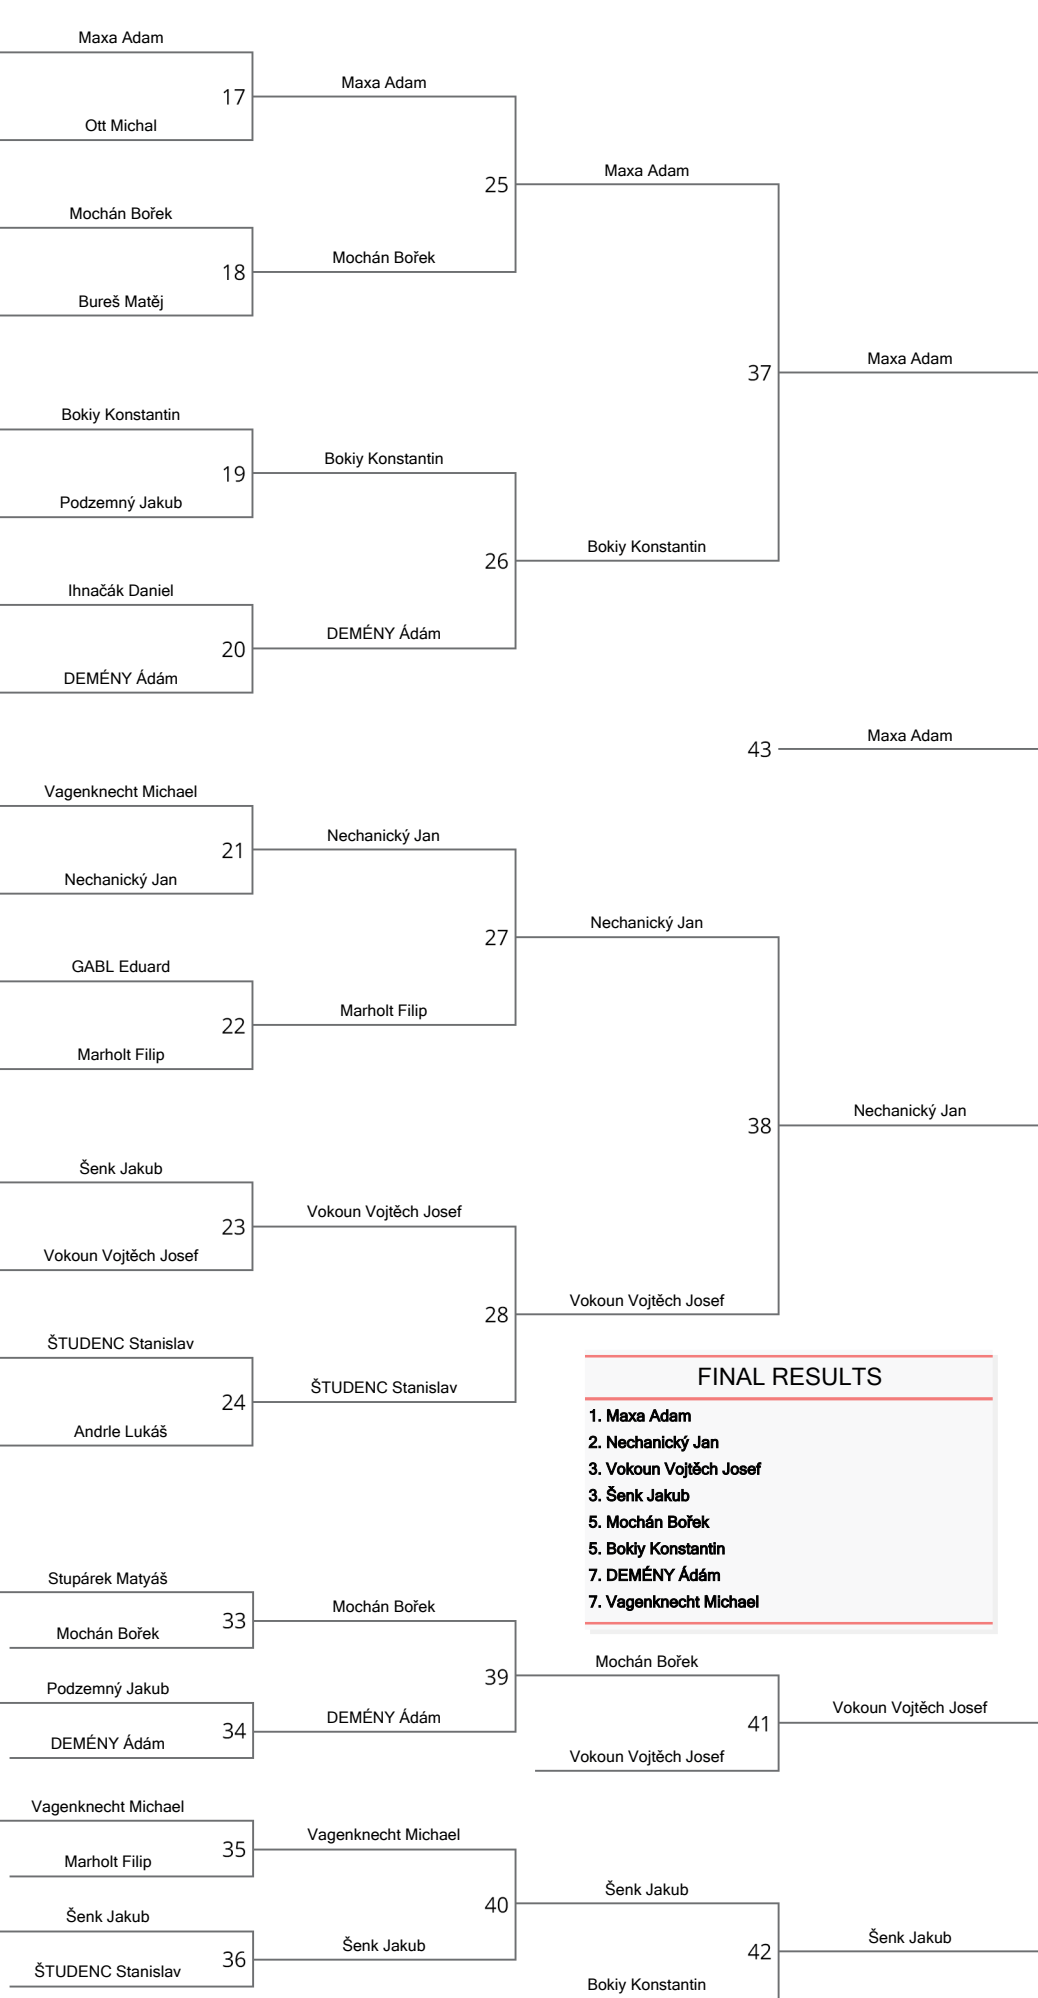 Maxa Adam
17
Maxa Adam
Ott Michal
25
Maxa Adam
Mochán Bořek
18
Mochán Bořek
Bureš Matěj
37
Maxa Adam
Bokiy Konstantin
19
Bokiy Konstantin
Podzemný Jakub
26
Bokiy Konstantin
Ihnačák Daniel
20
DEMÉNY Ádám
DEMÉNY Ádám
43
Maxa Adam
Vagenknecht Michael
21
Nechanický Jan
Nechanický Jan
27
Nechanický Jan
GABL Eduard
22
Marholt Filip
Marholt Filip
38
Nechanický Jan
Šenk Jakub
23
Vokoun Vojtěch Josef
Vokoun Vojtěch Josef
28
Vokoun Vojtěch Josef
ŠTUDENC Stanislav
24
ŠTUDENC Stanislav
Andrle Lukáš
FINAL RESULTS
1. Maxa Adam
2. Nechanický Jan
3. Vokoun Vojtěch Josef
3. Šenk Jakub
5. Mochán Bořek
5. Bokiy Konstantin
7. DEMÉNY Ádám
7. Vagenknecht Michael
Stupárek Matyáš
33
Mochán Bořek
Mochán Bořek
39
Mochán Bořek
Podzemný Jakub
34
DEMÉNY Ádám
DEMÉNY Ádám
41
Vokoun Vojtěch Josef
Vokoun Vojtěch Josef
Vagenknecht Michael
35
Vagenknecht Michael
Marholt Filip
40
Šenk Jakub
Šenk Jakub
36
Šenk Jakub
ŠTUDENC Stanislav
42
Šenk Jakub
Bokiy Konstantin